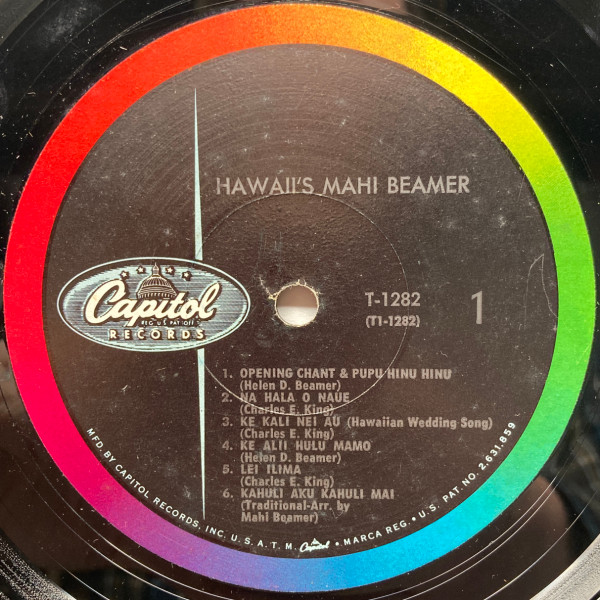 HAWAII'S MAHI BEAMER
Capitol
REG. U.S. PAT. OFF.
RECORDS
T-1282
(T1-1282)
1
1. OPENING CHANT & PUPU HINU HINU
(Helen D. Beamer)
2. NA HALA O NAUE
(Charles E. King)
3. KE KALI NEI AU (Hawaiian Wedding Song)
(Charles E. King)
4. KE ALII HULU MAMO
(Helen D. Beamer)
5. LEI ILIMA
(Charles E. King)
6. KAHULI AKU KAHULI MAI
(Traditional-Arr. by
Mahi Beamer)
MFD. BY CAPITOL RECORDS, INC. U. S. A. T. M. Capitol • MARCA REG. • U. S. PAT. NO. 2,631,859